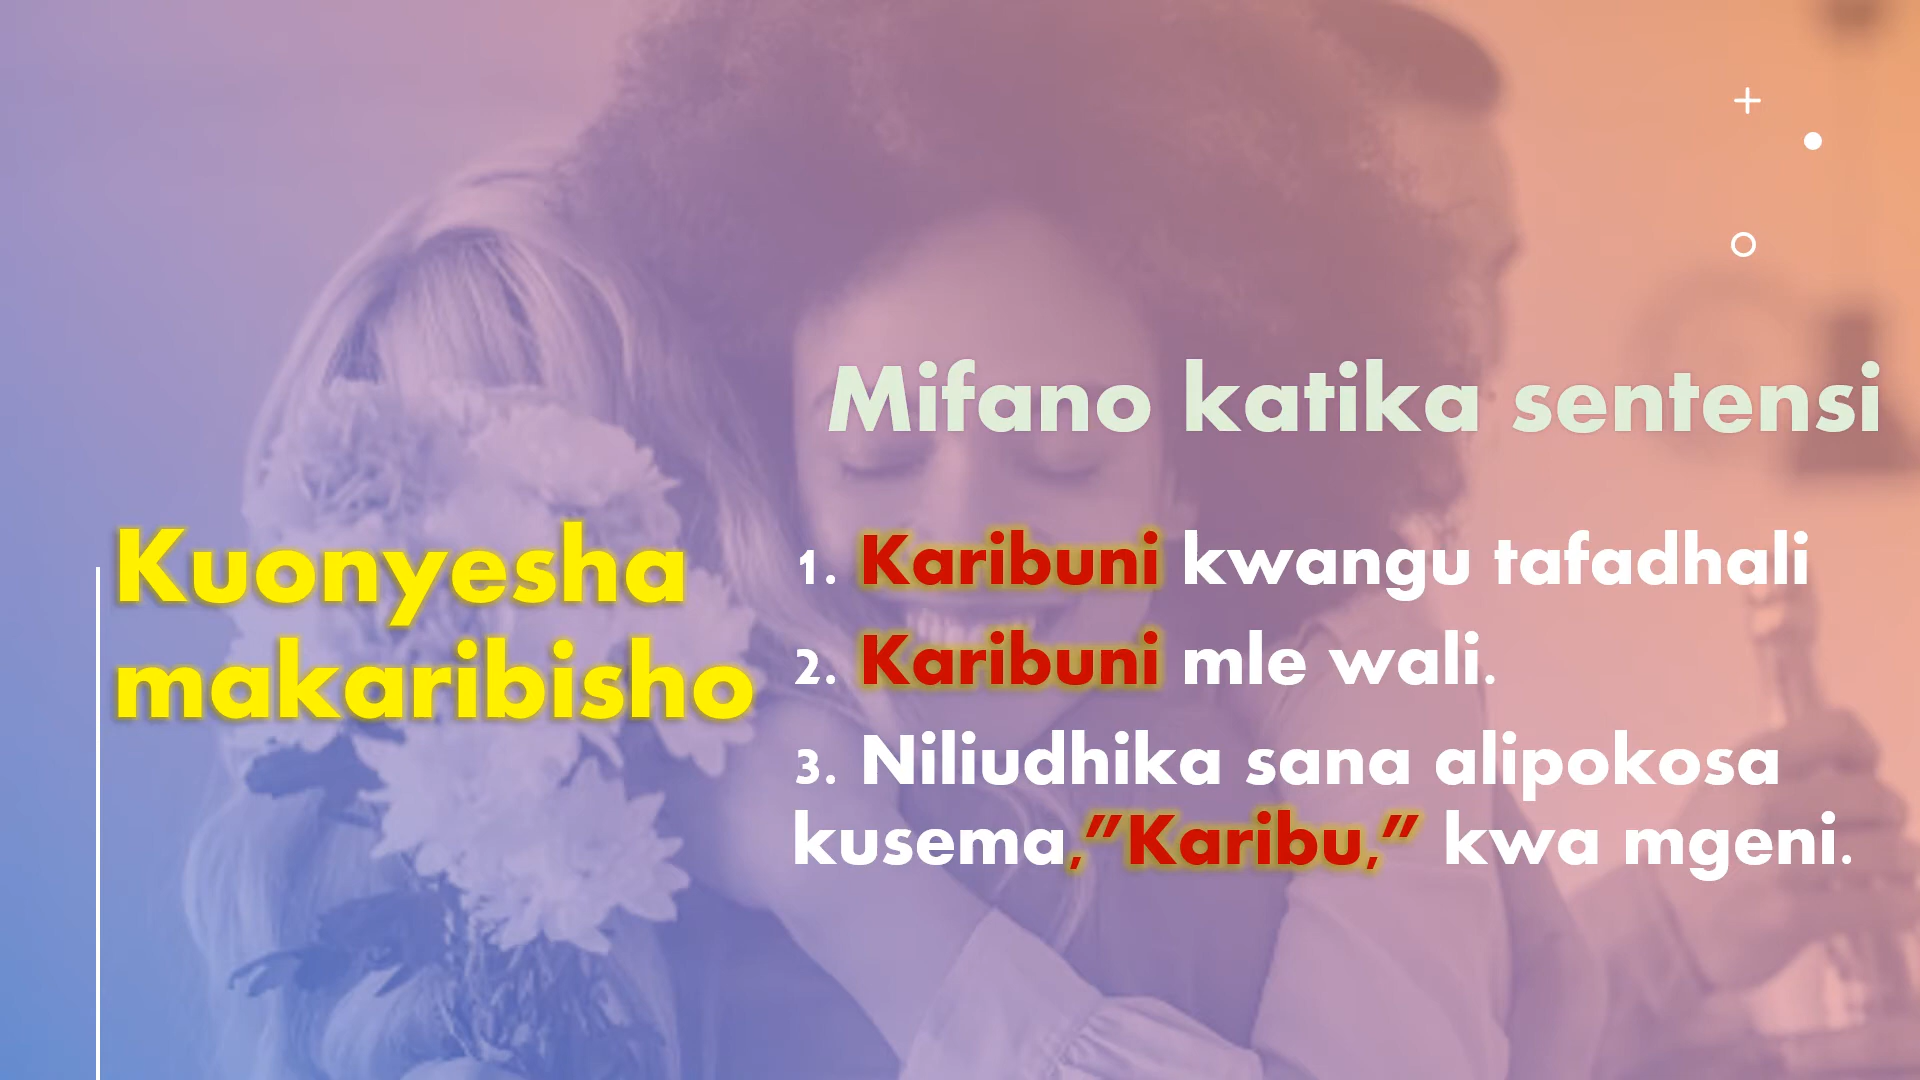 Kuonyesha
makaribisho
Mifano katika sentensi
1. Karibuni kwangu tafadhali
2. Karibuni mle wali.
3. Niliudhika sana alipokosa
kusema,”Karibu,” kwa mgeni.